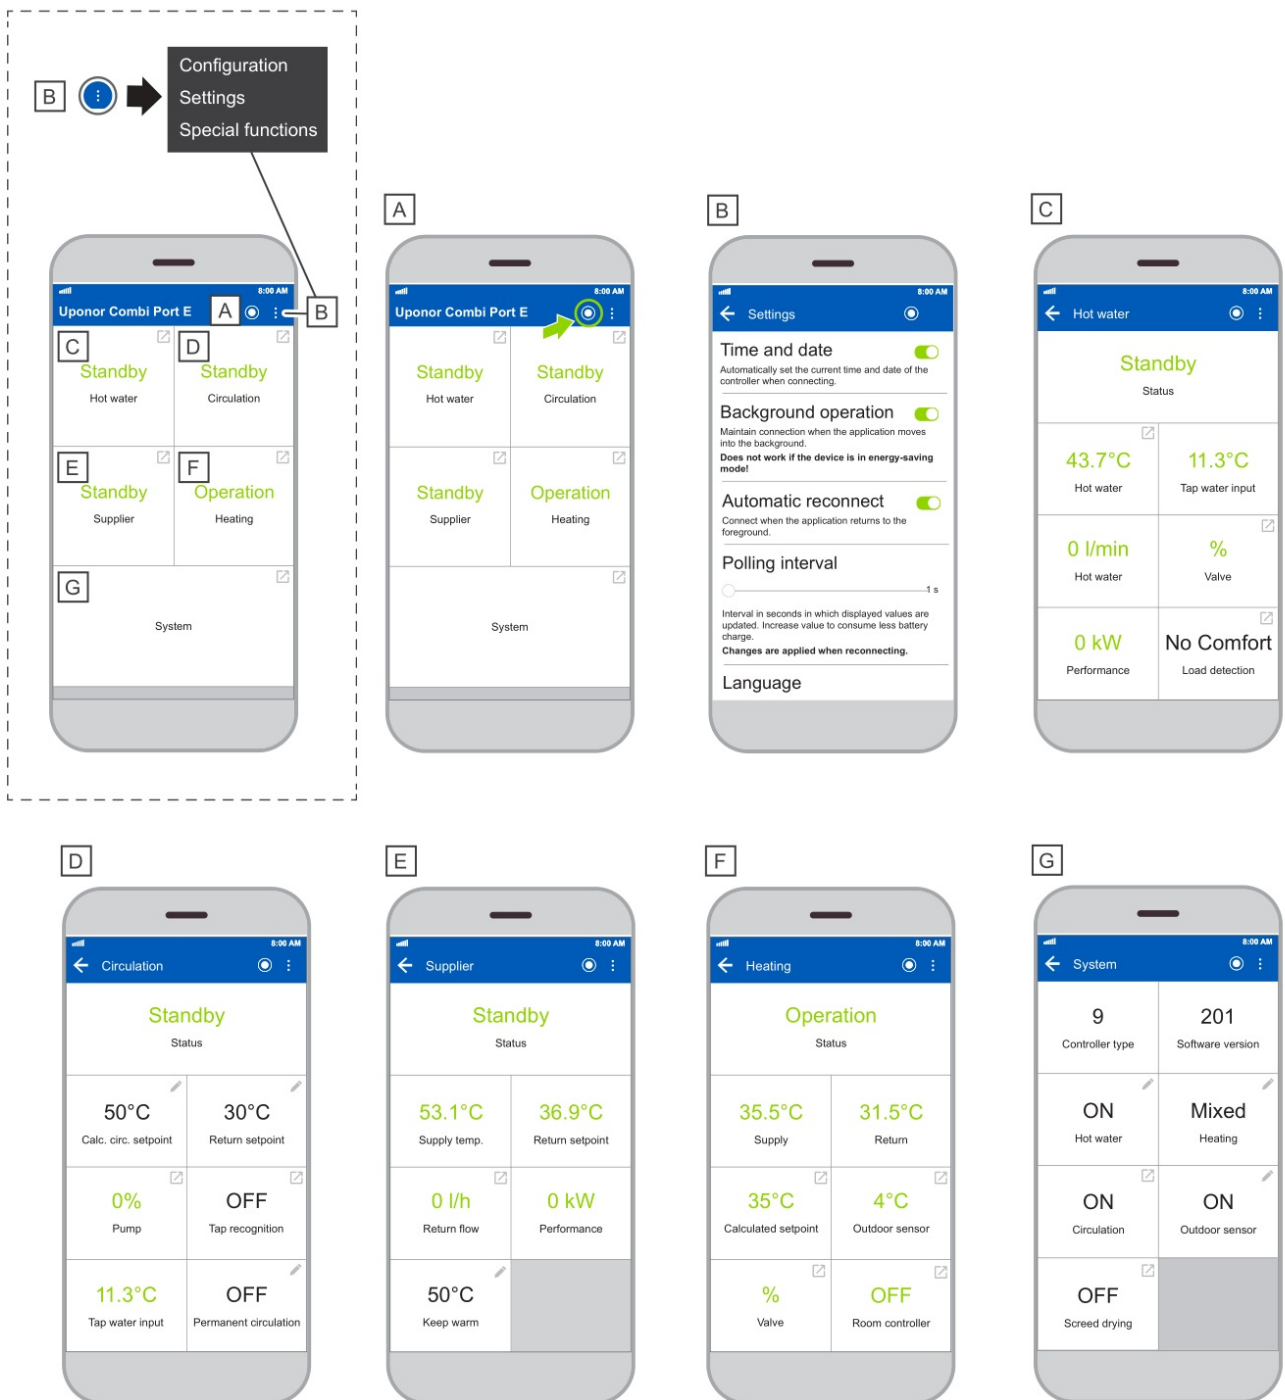 B
Configuration
Settings
Special functions
8:00 AM
Uponor Combi Port E
A
B
C
Standby
Hot water
D
Standby
Circulation
E
Standby
Supplier
F
Operation
Heating
G
System
A
8:00 AM
Uponor Combi Port E
Standby
Hot water
Standby
Circulation
Standby
Supplier
Operation
Heating
System
B
8:00 AM
Settings
Time and date
Automatically set the current time and date of the
controller when connecting.
Background operation
Maintain connection when the application moves
into the background.
Does not work if the device is in energy-saving
mode!
Automatic reconnect
Connect when the application returns to the
foreground.
Polling interval
1 s
Interval in seconds in which displayed values are
updated. Increase value to consume less battery
charge.
Changes are applied when reconnecting.
Language
C
8:00 AM
Hot water
Standby
Status
43.7°C
Hot water
11.3°C
Tap water input
0 l/min
Hot water
%
Valve
0 kW
Performance
No Comfort
Load detection
D
8:00 AM
Circulation
Standby
Status
50°C
Calc. circ. setpoint
30°C
Return setpoint
0%
Pump
OFF
Tap recognition
11.3°C
Tap water input
OFF
Permanent circulation
E
8:00 AM
Supplier
Standby
Status
53.1°C
Supply temp.
36.9°C
Return setpoint
0 l/h
Return flow
0 kW
Performance
50°C
Keep warm
F
8:00 AM
Heating
Operation
Status
35.5°C
Supply
31.5°C
Return
35°C
Calculated setpoint
4°C
Outdoor sensor
%
Valve
OFF
Room controller
G
8:00 AM
System
9
Controller type
201
Software version
ON
Hot water
Mixed
Heating
ON
Circulation
ON
Outdoor sensor
OFF
Screed drying